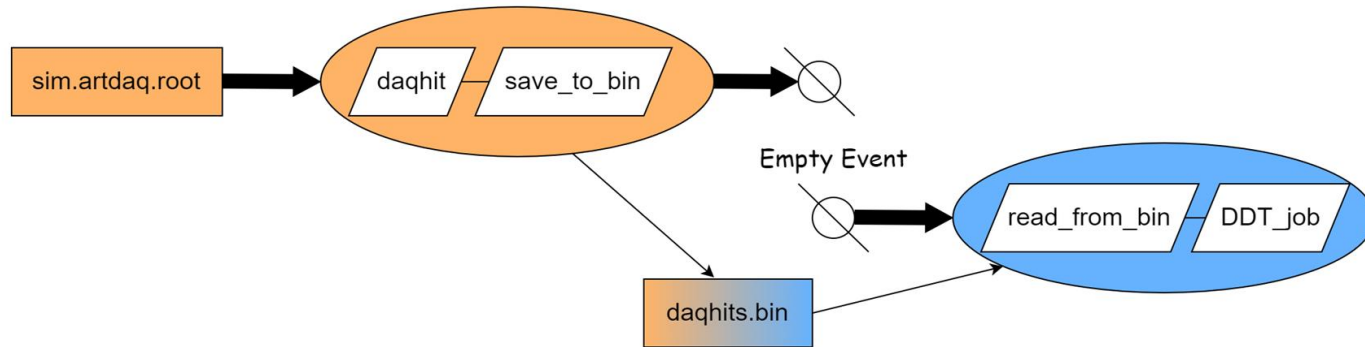 sim.artdaq.root
daqhit
save_to_bin
Empty Event
read_from_bin
DDT_job
daqhits.bin